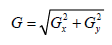 G = √(G_x^2 + G_y^2)